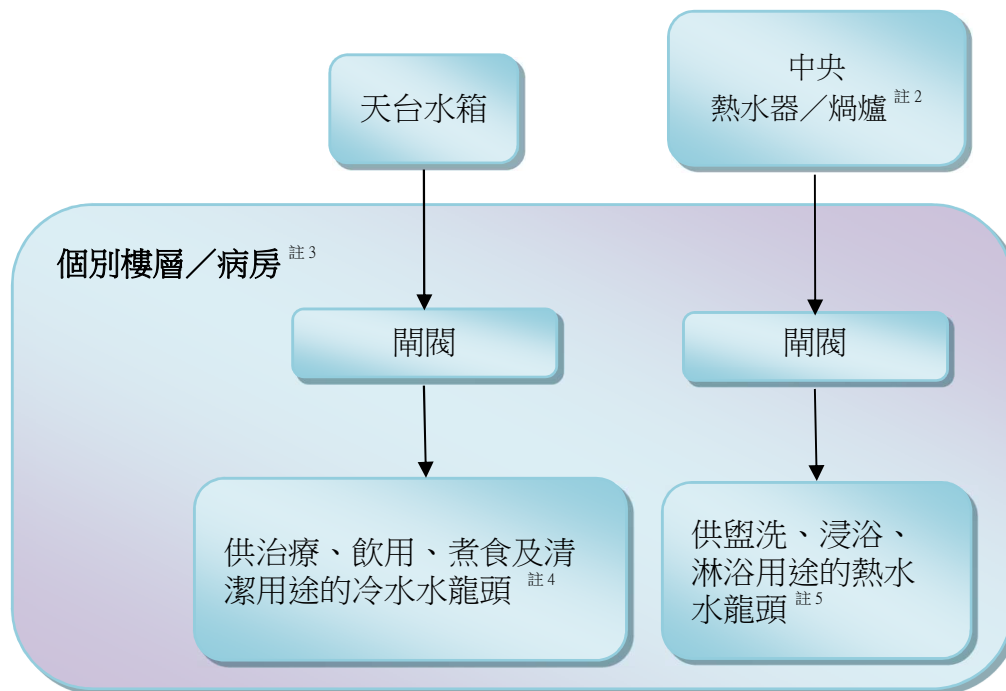 天台水箱
中央
熱水器／煱爐 註 2
個別樓層／病房 註 3
閘閥
閘閥
供治療、飲用、煮食及清
潔用途的冷水水龍頭 註 4
供盥洗、浸浴、
淋浴用途的熱水
水龍頭 註 5